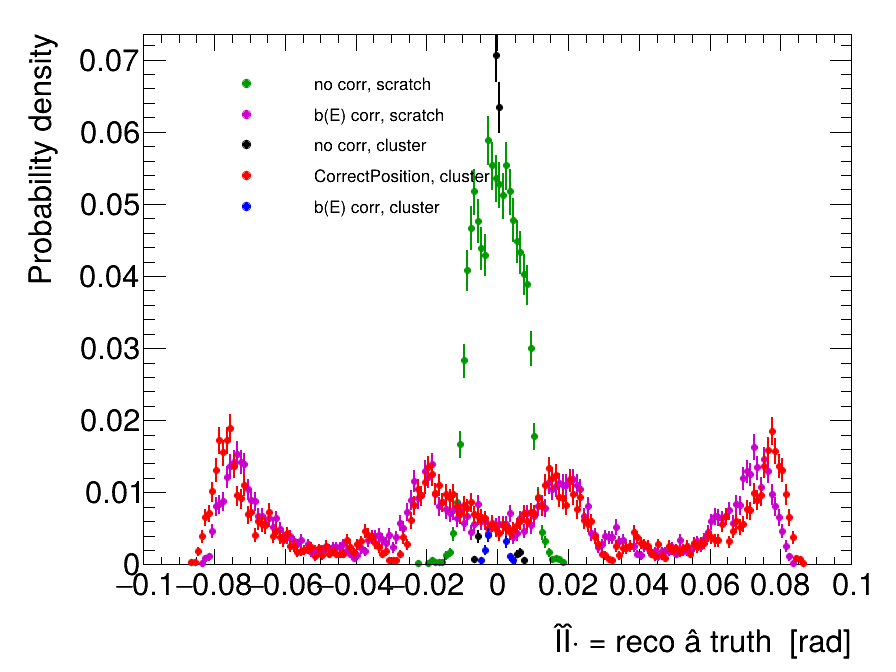 Probability density
0.07
0.06
0.05
0.04
0.03
0.02
0.01
0
no corr, scratch
b(E) corr, scratch
no corr, cluster
CorrectPosition, cluster
b(E) corr, cluster
−0.1 −0.08 −0.06 −0.04 −0.02 0 0.02 0.04 0.06 0.08 0.1
ÎÎ· = reco â truth [rad]